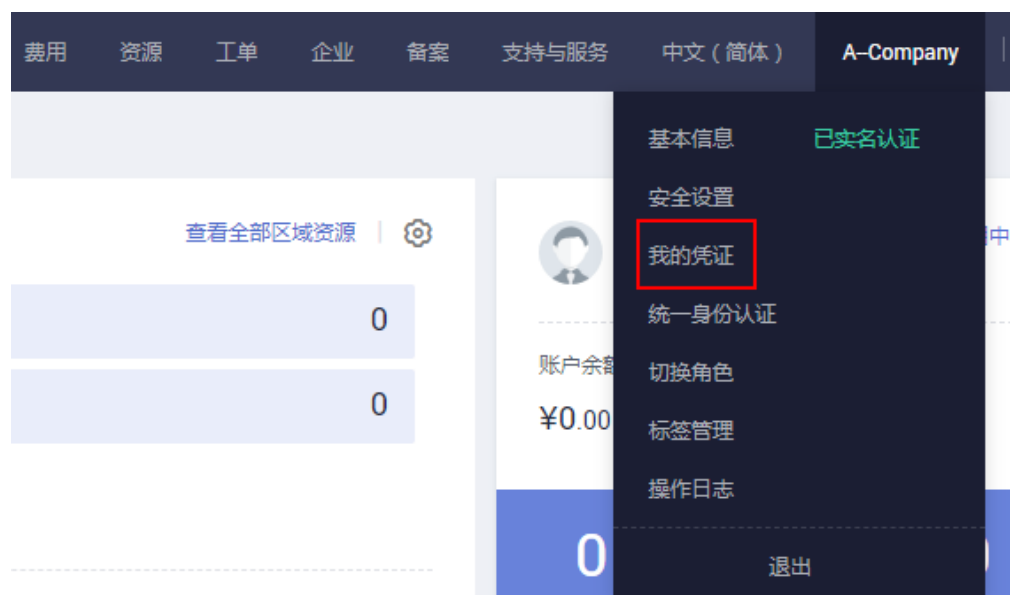 费用 资源 工单 企业 备案 支持与服务 中文（简体） A–Company
基本信息 已实名认证
安全设置
查看全部区域资源
我的凭证
中
统一身份认证
0
账户余
切换角色
0
¥0.00
标签管理
操作日志
0
退出